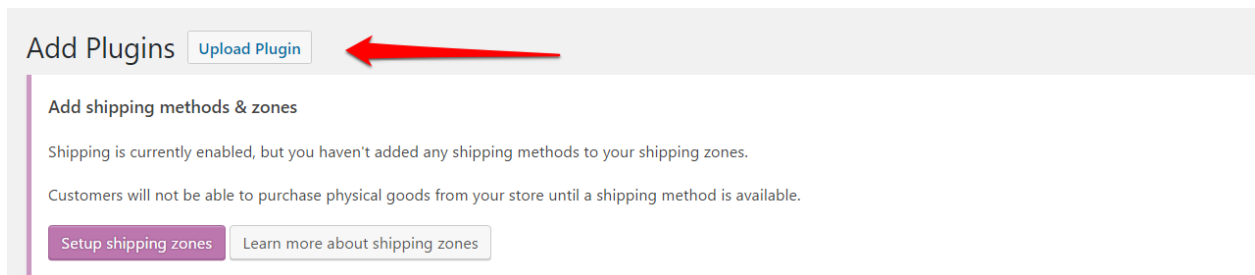 Add Plugins Upload Plugin
Add shipping methods & zones
Shipping is currently enabled, but you haven't added any shipping methods to your shipping zones.
Customers will not be able to purchase physical goods from your store until a shipping method is available.
Setup shipping zones Learn more about shipping zones